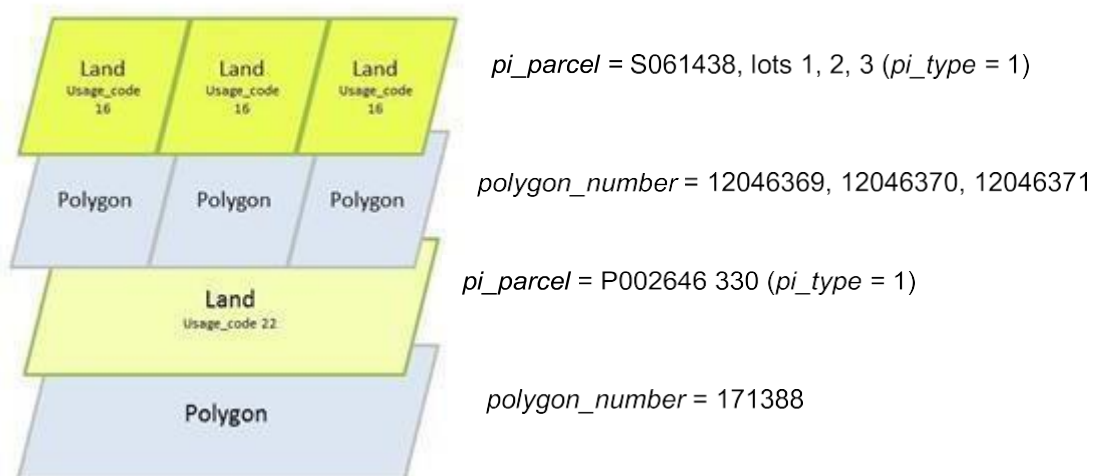 Land Land Land
Usage_code Usage_code Usage_code
16 16 16
pi_parcel = S061438, lots 1, 2, 3 (pi_type = 1)
Polygon Polygon Polygon
polygon_number = 12046369, 12046370, 12046371
Land
Usage_code 22
pi_parcel = P002646 330 (pi_type = 1)
Polygon
polygon_number = 171388